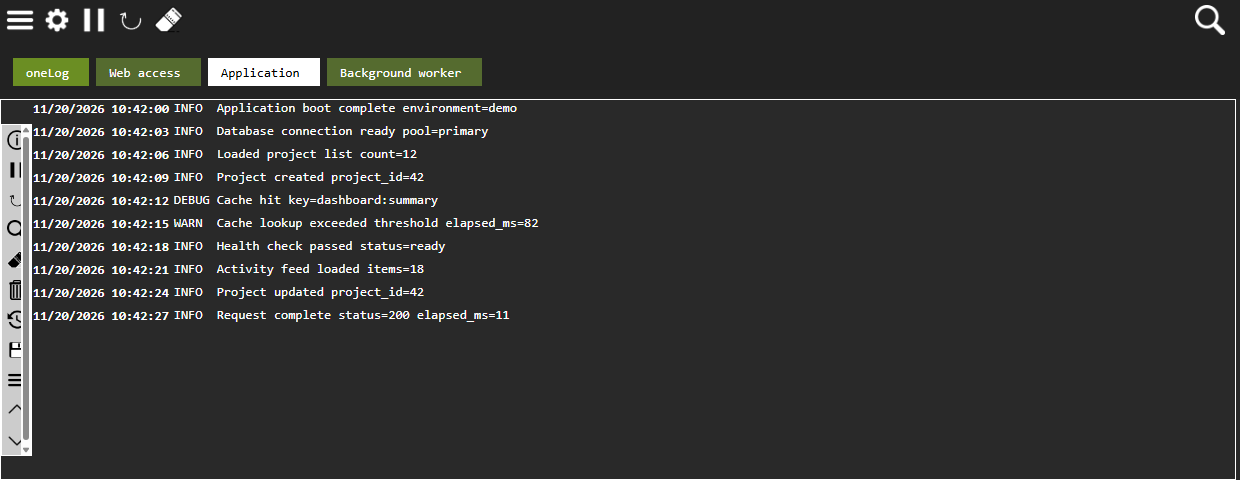 oneLog Web access Application Background worker
11/20/2026 10:42:00 INFO Application boot complete environment=demo
11/20/2026 10:42:03 INFO Database connection ready pool=primary
11/20/2026 10:42:06 INFO Loaded project list count=12
11/20/2026 10:42:09 INFO Project created project_id=42
11/20/2026 10:42:12 DEBUG Cache hit key=dashboard:summary
11/20/2026 10:42:15 WARN Cache lookup exceeded threshold elapsed_ms=82
11/20/2026 10:42:18 INFO Health check passed status=ready
11/20/2026 10:42:21 INFO Activity feed loaded items=18
11/20/2026 10:42:24 INFO Project updated project_id=42
11/20/2026 10:42:27 INFO Request complete status=200 elapsed_ms=11